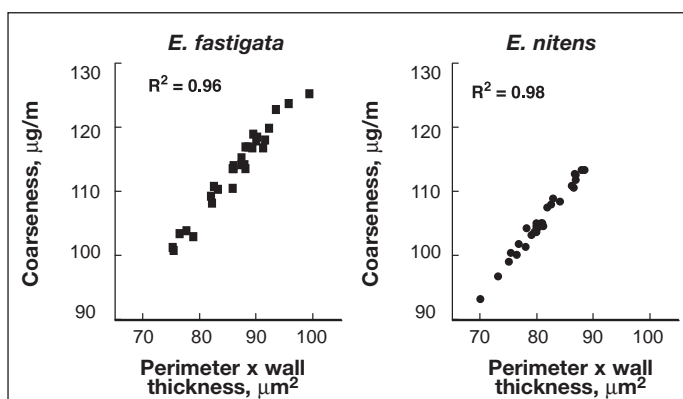 E. fastigata
130
R² = 0.96
120
110
100
90
Coarseness, µg/m
70 80 90 100
Perimeter x wall
thickness, µm²
E. nitens
130
R² = 0.98
120
110
100
90
Coarseness, µg/m
70 80 90 100
Perimeter x wall
thickness, µm²